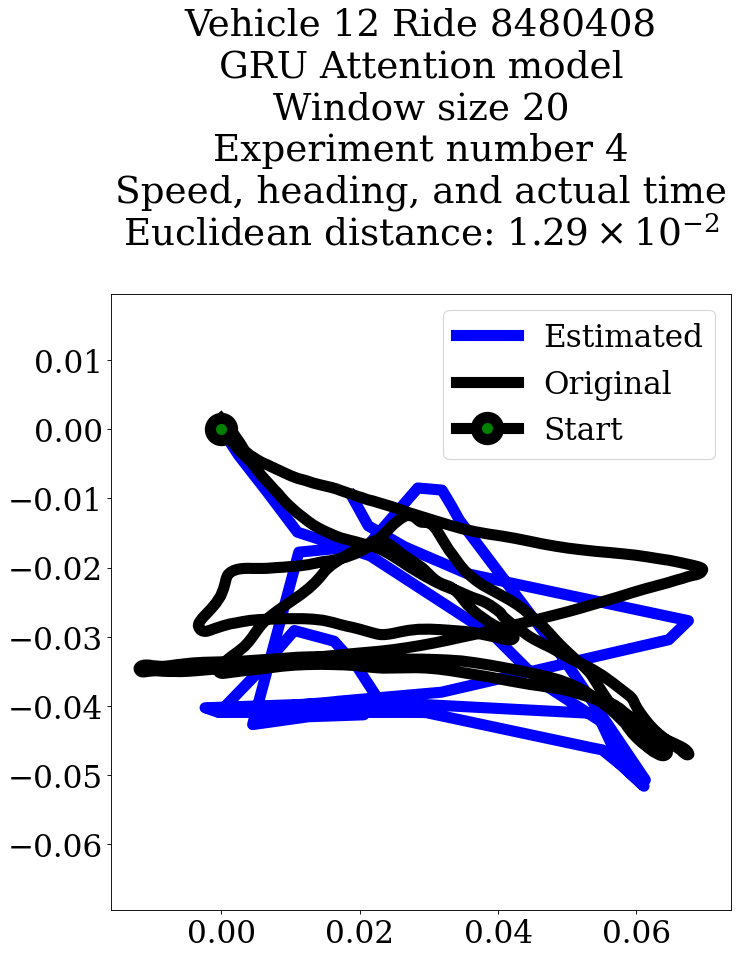 Vehicle 12 Ride 8480408
GRU Attention model
Window size 20
Experiment number 4
Speed, heading, and actual time
Euclidean distance: 1.29 × 10⁻²
Estimated
Original
Start
0.01
0.00
−0.01
−0.02
−0.03
−0.04
−0.05
−0.06
0.00 0.02 0.04 0.06